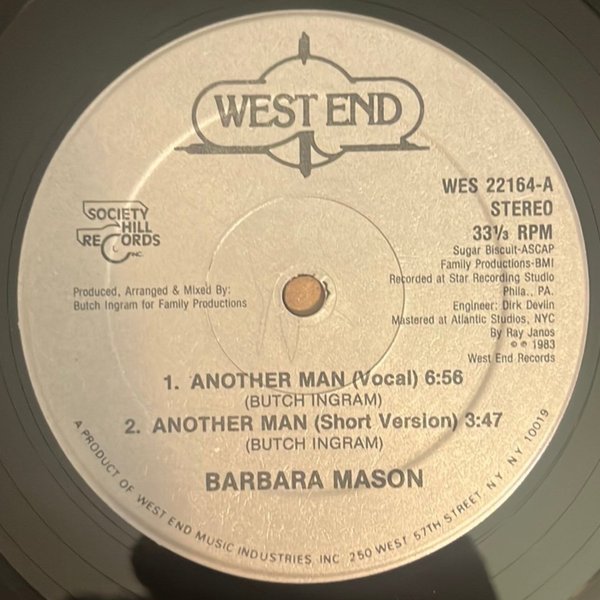 WEST END
WES 22164-A
STEREO
33⅓ RPM
Sugar Biscuit-ASCAP
Family Productions-BMI
Recorded at Star Recording Studio
Phila., PA.
Engineer: Dirk Devlin
Mastered at Atlantic Studios, NYC
By Ray Janos
© ℗ 1983
West End Records
SOCIETY
HILL
RECORDS
INC.
Produced, Arranged & Mixed By:
Butch Ingram for Family Productions
1. ANOTHER MAN (Vocal) 6:56
(BUTCH INGRAM)
2. ANOTHER MAN (Short Version) 3:47
(BUTCH INGRAM)
BARBARA MASON
A PRODUCT OF WEST END MUSIC INDUSTRIES INC 250 WEST 57TH STREET N.Y. NY 10019